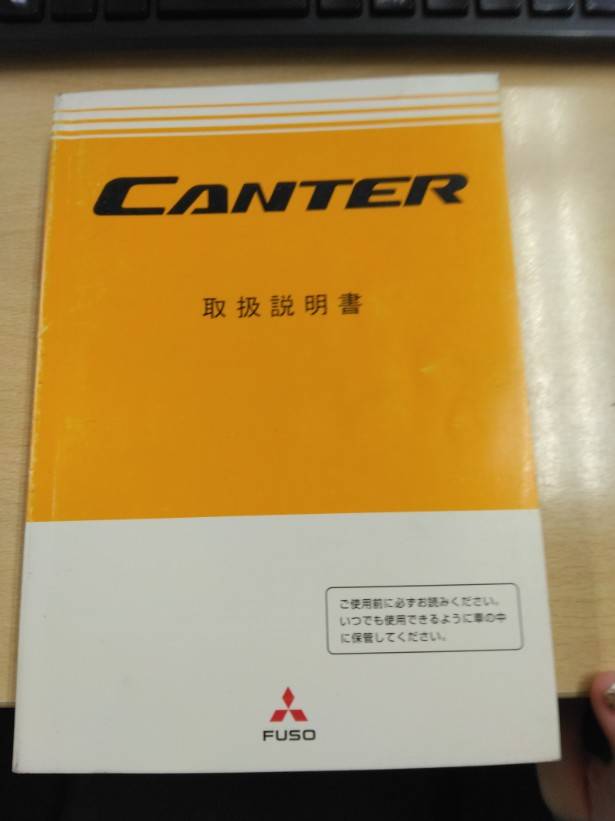 CANTER
取扱説明書
ご使用前に必ずお読みください。
いつでも使用できるように車の中
に保管してください。
FUSO